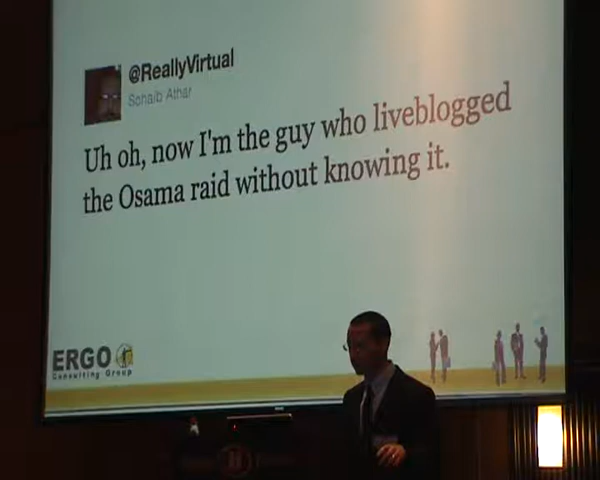 @ReallyVirtual
Sohaib Athar
Uh oh, now I'm the guy who liveblogged
the Osama raid without knowing it.
ERGO
Consulting Group